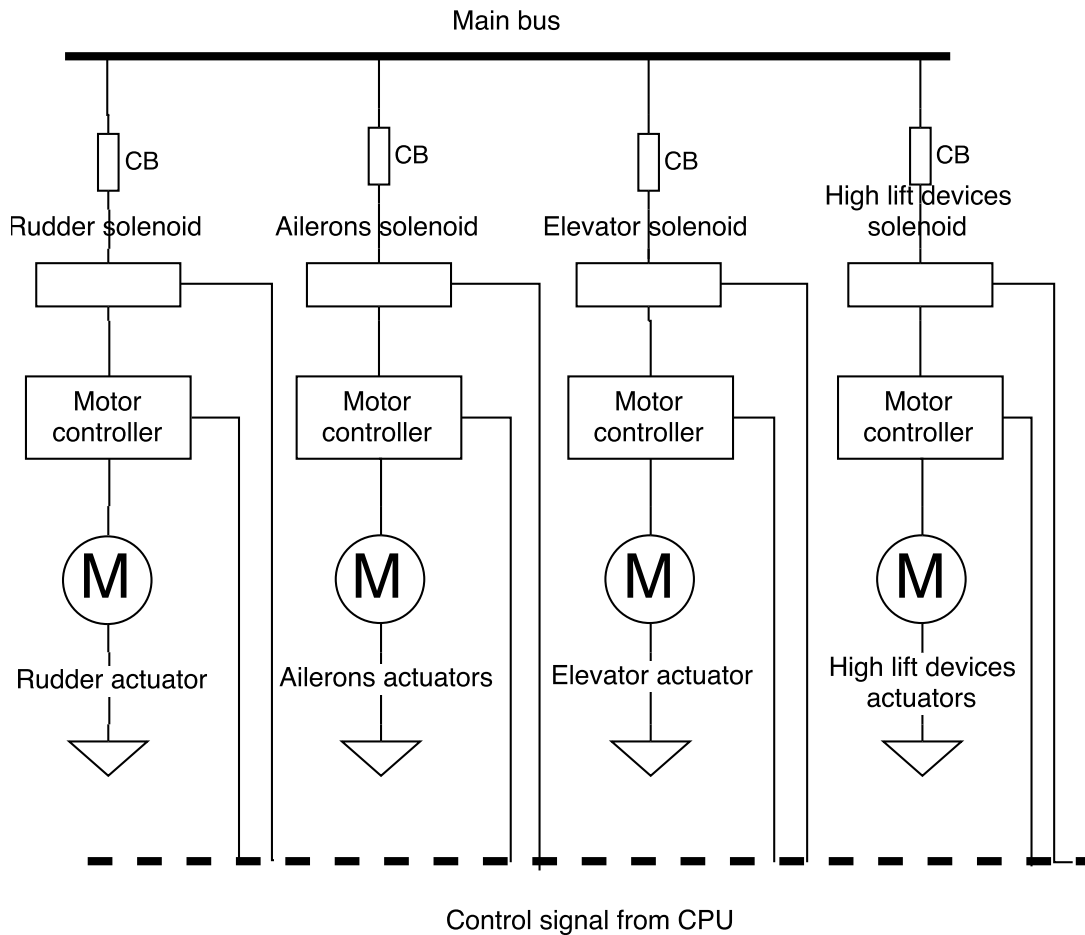 Main bus
CB
CB
CB
CB
Rudder solenoid
Ailerons solenoid
Elevator solenoid
High lift devices
solenoid
Motor
controller
Motor
controller
Motor
controller
Motor
controller
M
M
M
M
Rudder actuator
Ailerons actuators
Elevator actuator
High lift devices
actuators
Control signal from CPU